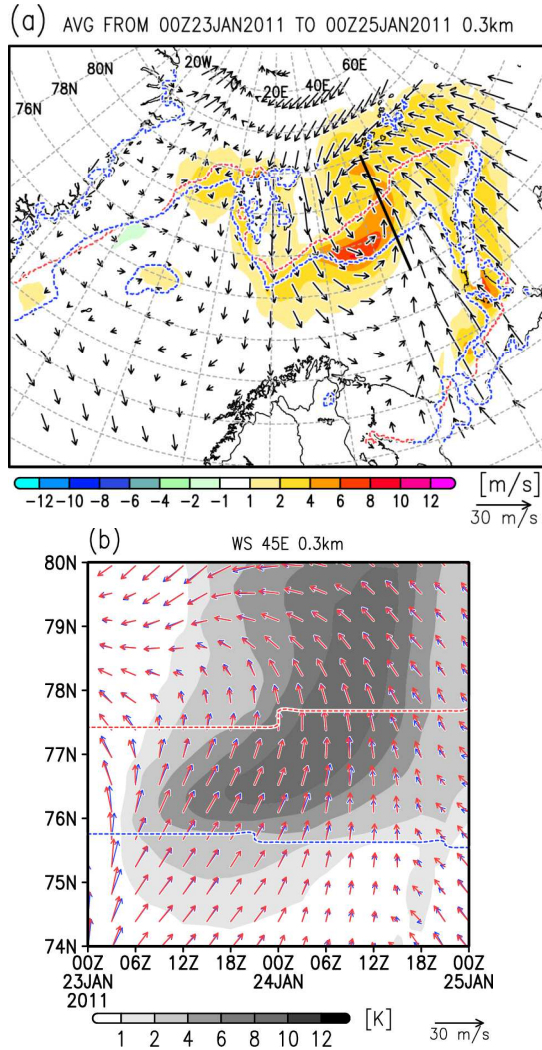 (a) AVG FROM 00Z23JAN2011 TO 00Z25JAN2011 0.3km
76N 78N 80N 20W 0 20E 40E 60E
[m/s]
-12 -10 -8 -6 -4 -2 -1 1 2 4 6 8 10 12
30 m/s
(b) WS 45E 0.3km
80N
79N
78N
77N
76N
75N
74N
00Z 06Z 12Z 18Z 00Z 06Z 12Z 18Z 00Z
23JAN 24JAN 25JAN
2011
[K]
1 2 4 6 8 10 12
30 m/s